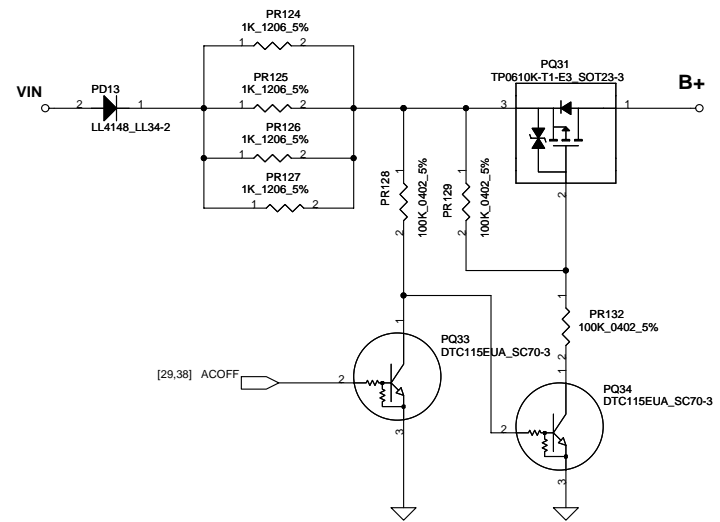 PR124
1K_1206_5%
1 2
VIN
PD13
2 1
LL4148_LL34-2
PR125
1K_1206_5%
1 2
PR126
1K_1206_5%
1 2
PR127
1K_1206_5%
1 2
PQ31
TP0610K-T1-E3_SOT23-3
B+
3 1
2
PR128
100K_0402_5%
1 2
PR129
100K_0402_5%
1 2
PR132
100K_0402_5%
1 2
[29,38] ACOFF
PQ33
DTC115EUA_SC70-3
1
2
3
PQ34
DTC115EUA_SC70-3
1
2
3